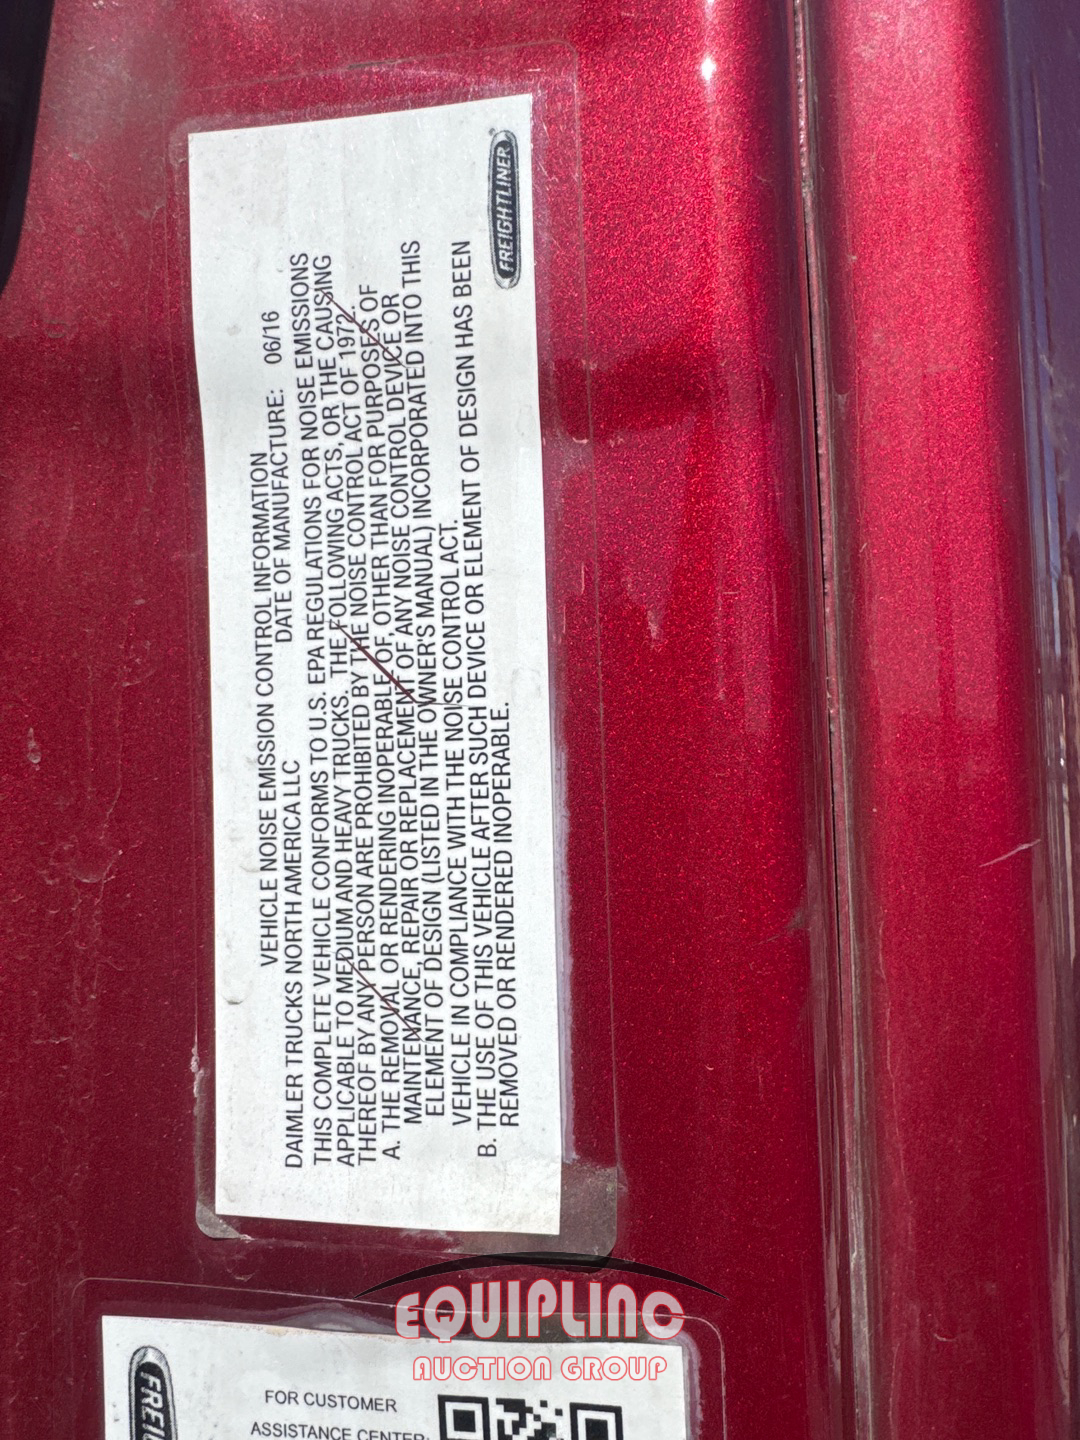 FREIGHTLINER
VEHICLE NOISE EMISSION CONTROL INFORMATION
DAIMLER TRUCKS NORTH AMERICA LLC DATE OF MANUFACTURE: 06/16
THIS COMPLETE VEHICLE CONFORMS TO U.S. EPA REGULATIONS FOR NOISE EMISSIONS
APPLICABLE TO MEDIUM AND HEAVY TRUCKS. THE FOLLOWING ACTS, OR THE CAUSING
THEREOF BY ANY PERSON ARE PROHIBITED BY THE NOISE CONTROL ACT OF 1972.
A. THE REMOVAL OR RENDERING INOPERABLE, OF, OTHER THAN FOR PURPOSES OF
MAINTENANCE, REPAIR OR REPLACEMENT OF ANY NOISE CONTROL DEVICE OR
ELEMENT OF DESIGN (LISTED IN THE OWNER'S MANUAL) INCORPORATED INTO THIS
VEHICLE IN COMPLIANCE WITH THE NOISE CONTROL ACT.
B. THE USE OF THIS VEHICLE AFTER SUCH DEVICE OR ELEMENT OF DESIGN HAS BEEN
REMOVED OR RENDERED INOPERABLE.
EQUIPLINC
AUCTION GROUP
FREI
FOR CUSTOMER
ASSISTANCE CENTER: